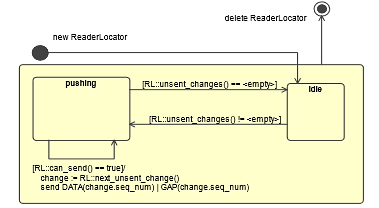 delete ReaderLocator
new ReaderLocator
pushing
Idle
[RL::unsent_changes() == <empty>]
[RL::unsent_changes() != <empty>]
[RL::can_send() == true]/
change := RL::next_unsent_change()
send DATA(change.seq_num) | GAP(change.seq_num)